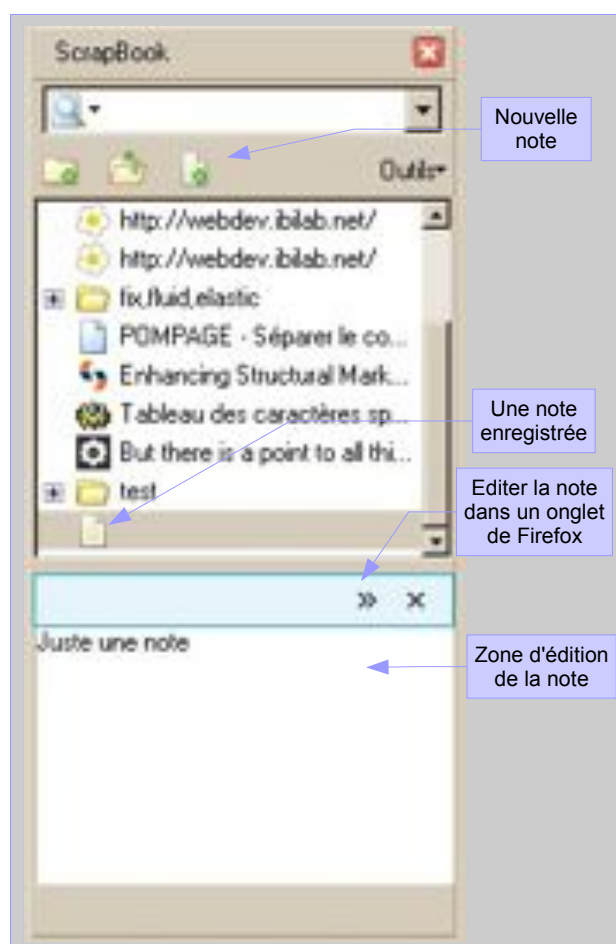 ScrapBook
Nouvelle
note
Outils
http://webdev.ibilab.net/
http://webdev.ibilab.net/
fix,fluid,elastic
POMPAGE - Séparer le co...
Enhancing Structural Mark...
Tableau des caractères sp...
But there is a point to all thi...
test
Une note
enregistrée
Editer la note
dans un onglet
de Firefox
Juste une note
Zone d'édition
de la note